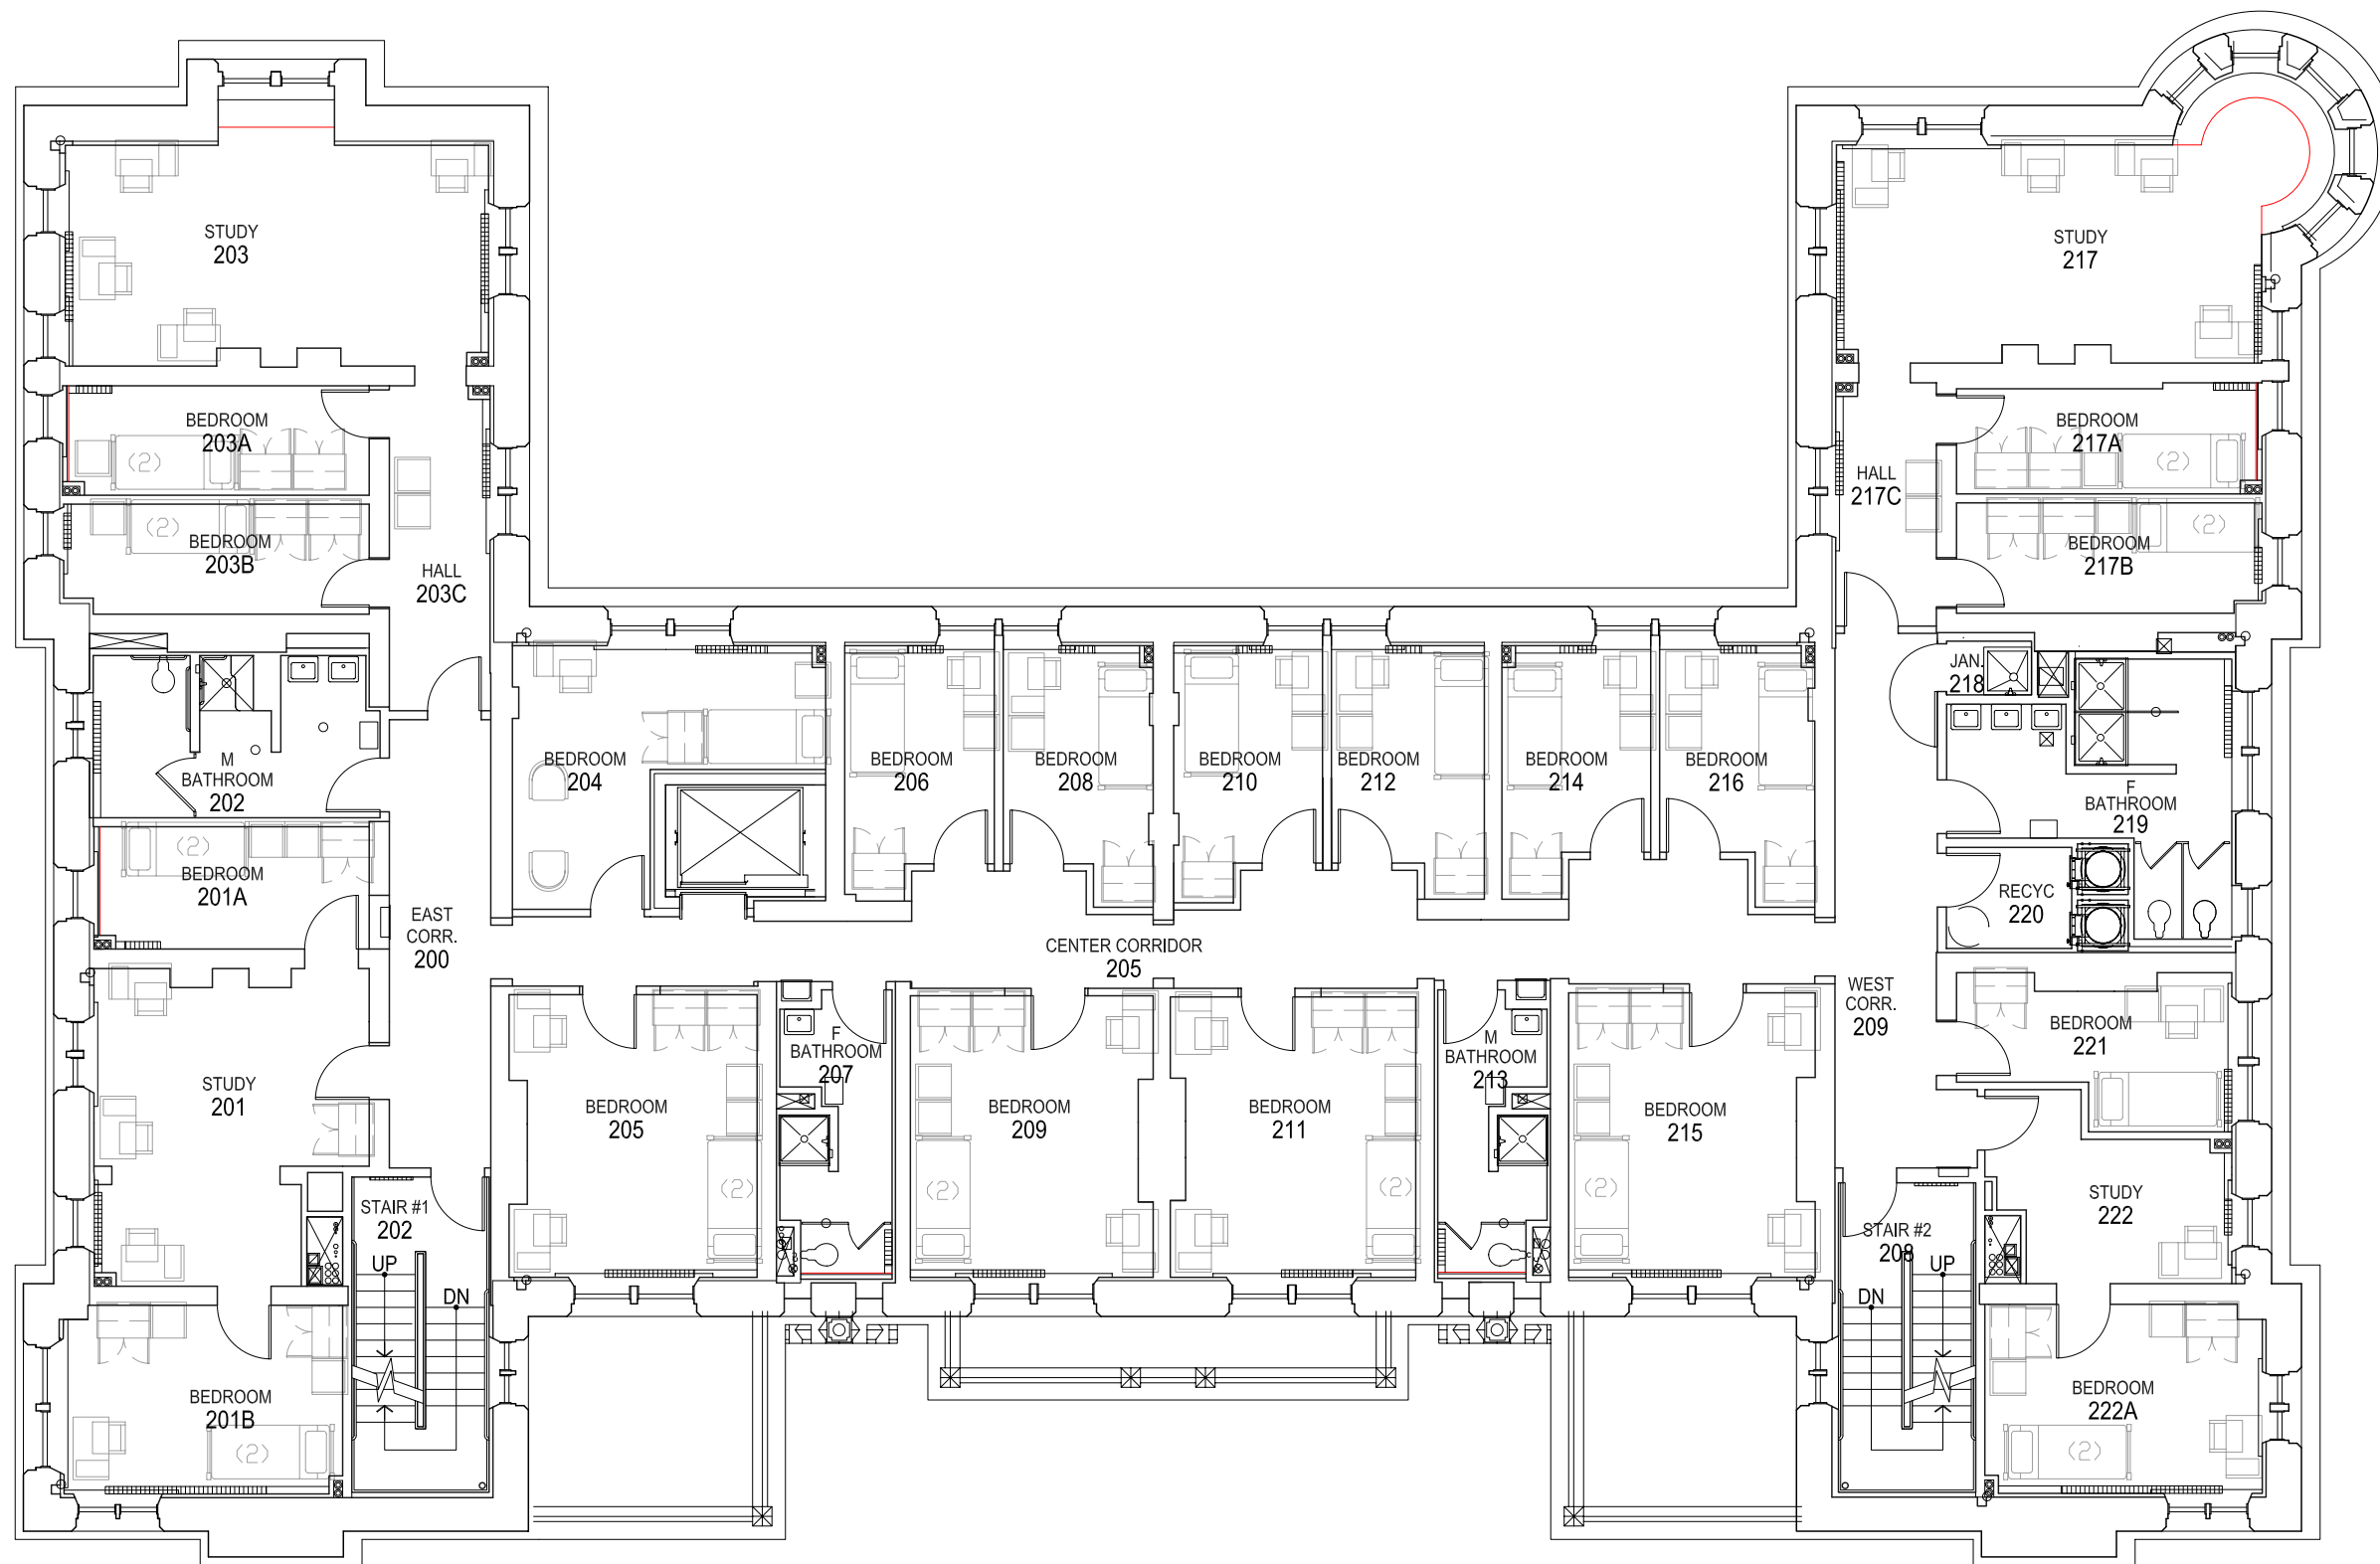 STUDY
203
STUDY
217
BEDROOM
203A
(2)
BEDROOM
217A
(2)
HALL
217C
(2)
BEDROOM
203B
(2)
BEDROOM
217B
HALL
203C
JAN.
218
M
BATHROOM
202
BEDROOM
204
BEDROOM
206
BEDROOM
208
BEDROOM
210
BEDROOM
212
BEDROOM
214
BEDROOM
216
F
BATHROOM
219
(2)
BEDROOM
201A
RECYC
220
EAST
CORR.
200
CENTER CORRIDOR
205
WEST
CORR.
209
BEDROOM
221
F
BATHROOM
207
M
BATHROOM
213
STUDY
201
BEDROOM
205
BEDROOM
209
BEDROOM
211
BEDROOM
215
(2)
(2)
(2)
(2)
STUDY
222
STAIR #1
202
UP
DN
STAIR #2
208
UP
DN
BEDROOM
201B
(2)
BEDROOM
222A
(2)